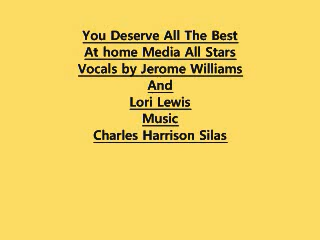 You Deserve All The Best
At home Media All Stars
Vocals by Jerome Williams
And
Lori Lewis
Music
Charles Harrison Silas